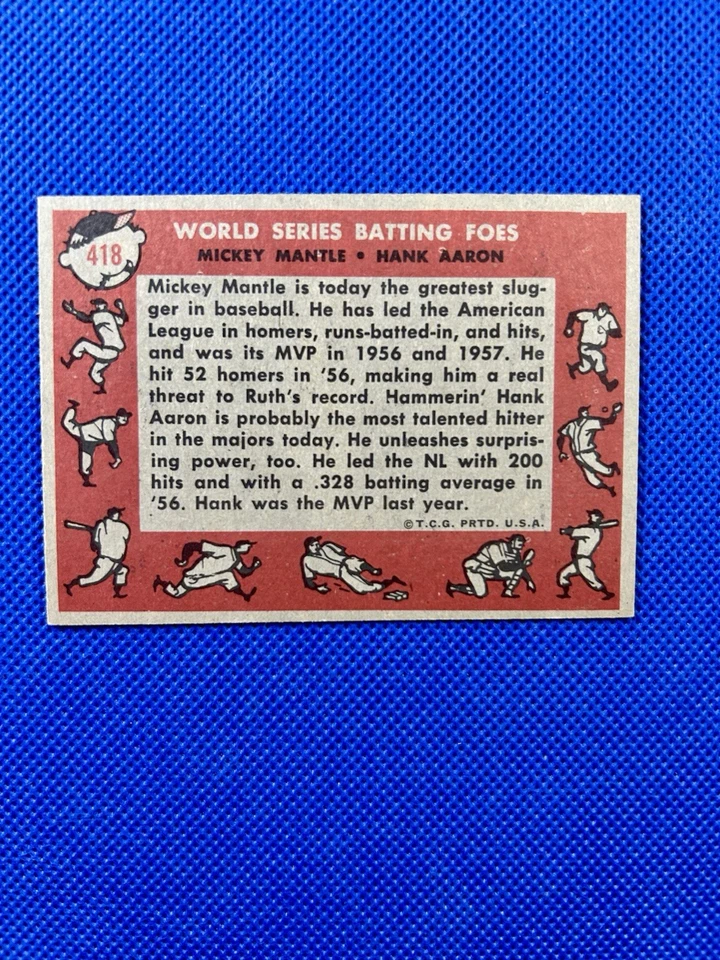 418
WORLD SERIES BATTING FOES
MICKEY MANTLE • HANK AARON
Mickey Mantle is today the greatest slug-
ger in baseball. He has led the American
League in homers, runs-batted-in, and hits,
and was its MVP in 1956 and 1957. He
hit 52 homers in '56, making him a real
threat to Ruth's record. Hammerin' Hank
Aaron is probably the most talented hitter
in the majors today. He unleashes surpris-
ing power, too. He led the NL with 200
hits and with a .328 batting average in
'56. Hank was the MVP last year.
©T.C.G. PRTD. U.S.A.